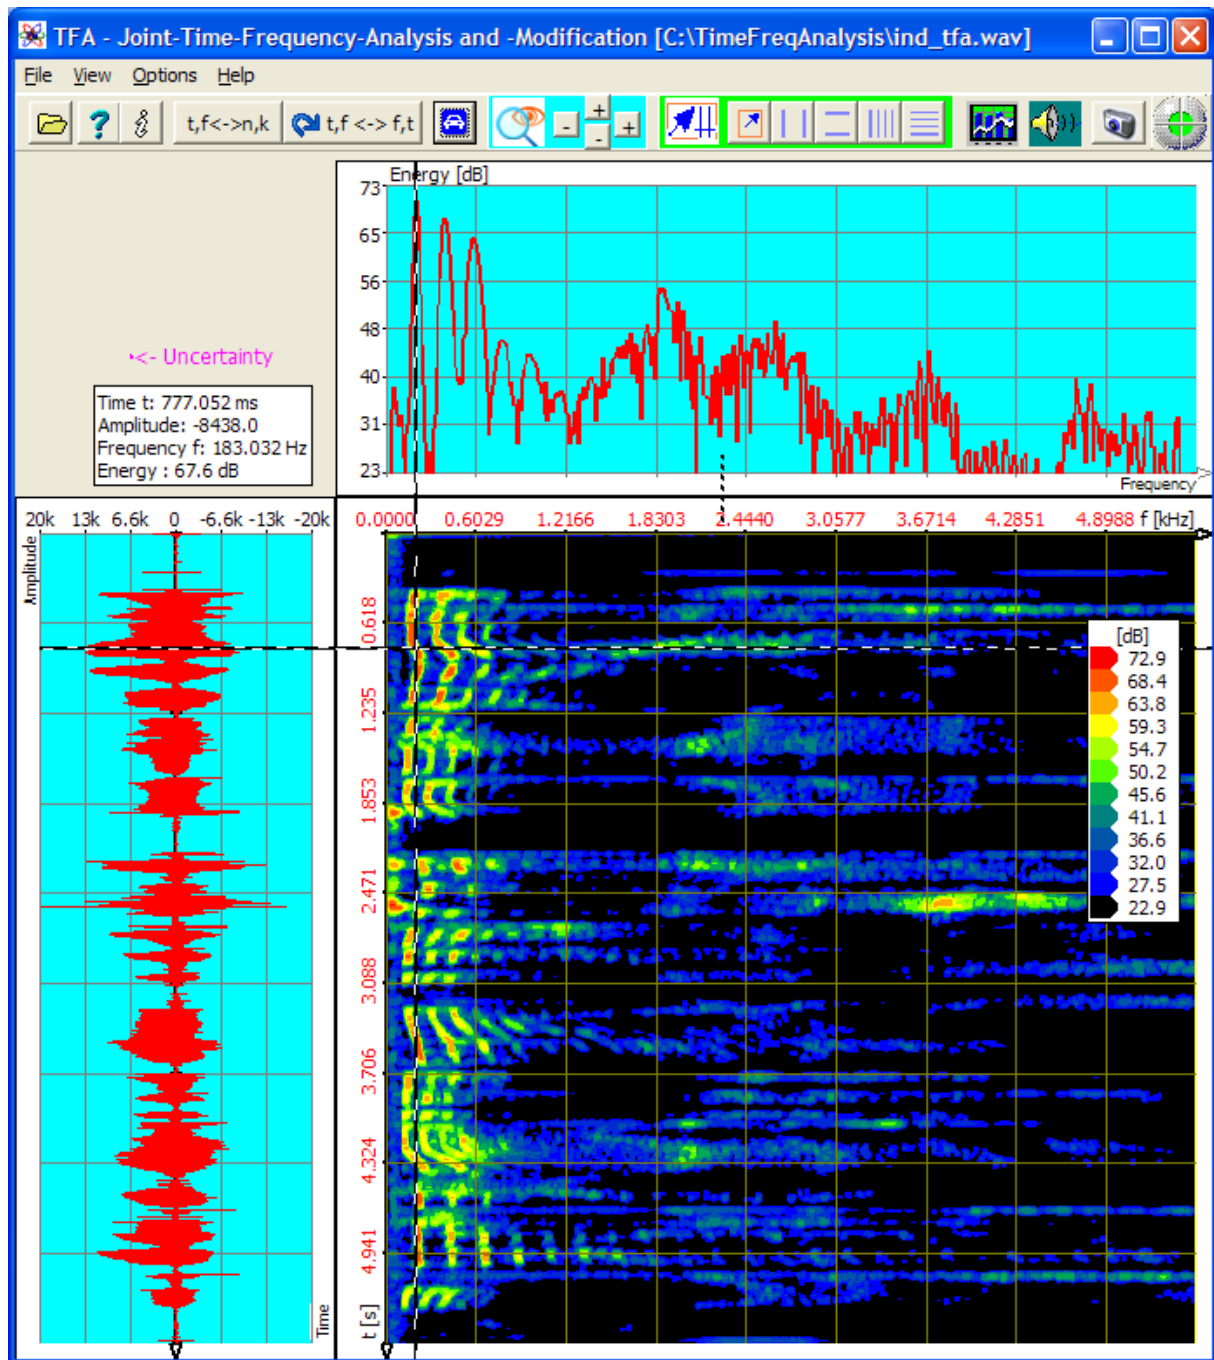 TFA - Joint-Time-Frequency-Analysis and -Modification [C:\TimeFreqAnalysis\ind_tfa.wav]
File View Options Help
t,f<->n,k t,f <-> f,t - + - +
Energy [dB]
73
65
56
48
40
31
23
Frequency
<- Uncertainty
Time t: 777.052 ms
Amplitude: -8438.0
Frequency f: 183.032 Hz
Energy : 67.6 dB
20k 13k 6.6k 0 -6.6k -13k -20k
Amplitude
Time
0.0000 0.6029 1.2166 1.8303 2.4440 3.0577 3.6714 4.2851 4.8988 f [kHz]
0.618
1.235
1.853
2.471
3.088
3.706
4.324
4.941
t [s]
[dB]
72.9
68.4
63.8
59.3
54.7
50.2
45.6
41.1
36.6
32.0
27.5
22.9